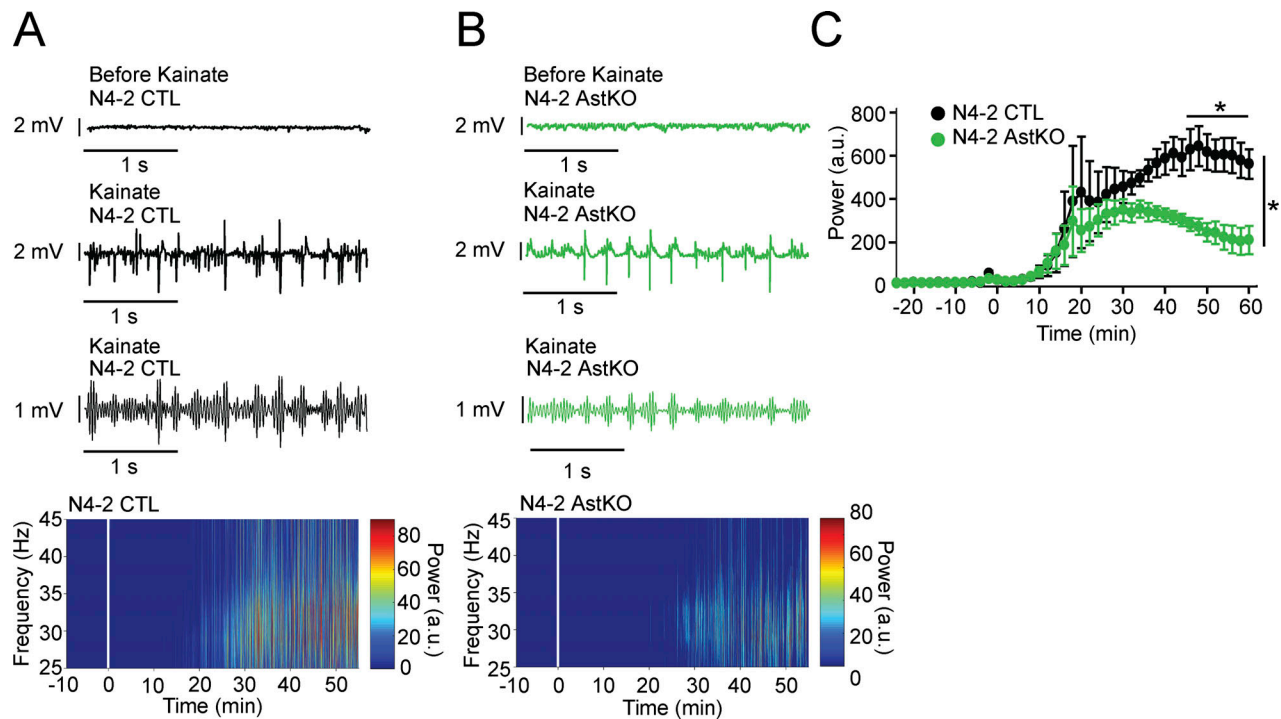 A
Before Kainate
N4-2 CTL
2 mV
1 s
Kainate
N4-2 CTL
2 mV
1 s
Kainate
N4-2 CTL
1 mV
1 s
N4-2 CTL
45
40
35
30
25
Frequency (Hz)
-10 0 10 20 30 40 50
Time (min)
80
60
40
20
0
Power (a.u.)
B
Before Kainate
N4-2 AstKO
2 mV
1 s
Kainate
N4-2 AstKO
2 mV
1 s
Kainate
N4-2 AstKO
1 mV
1 s
N4-2 AstKO
45
40
35
30
25
Frequency (Hz)
-10 0 10 20 30 40 50
Time (min)
80
60
40
20
0
Power (a.u.)
C
800
600
400
200
0
Power (a.u.)
N4-2 CTL
N4-2 AstKO
*
*
-20 -10 0 10 20 30 40 50 60
Time (min)